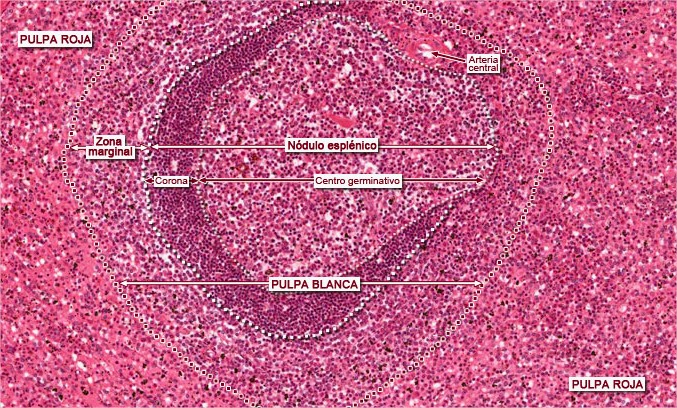 PULPA ROJA
Arteria
central
Zona
marginal
Nódulo esplénico
Corona
Centro germinativo
PULPA BLANCA
PULPA ROJA